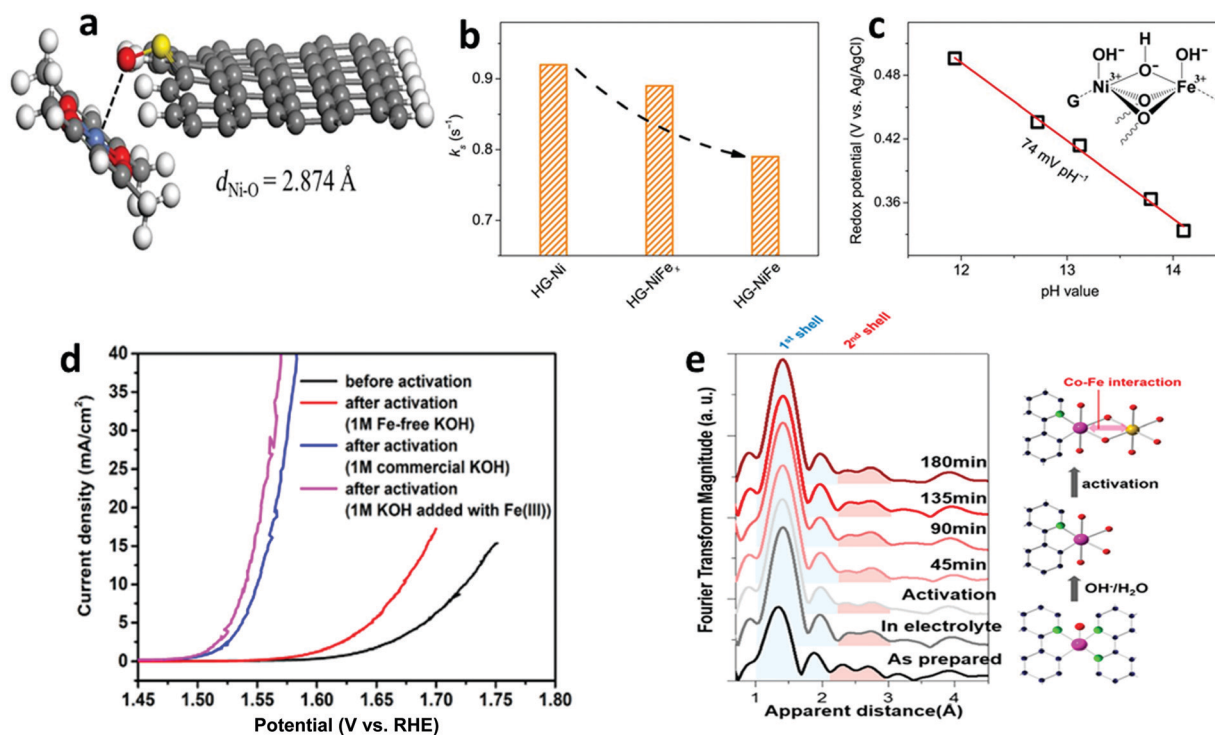 a
d_Ni-O = 2.874 Å
b
k_s (s⁻¹)
0.9
0.8
0.7
HG-Ni
HG-NiFeₓ
HG-NiFe
c
Redox potential (V vs. Ag/AgCl)
0.48
0.42
0.36
74 mV pH⁻¹
H
OH⁻ O⁻ OH⁻
Ni³⁺ Fe³⁺
G O
O
12 13 14
pH value
d
Current density (mA/cm²)
40
35
30
25
20
15
10
5
0
before activation
after activation
(1M Fe-free KOH)
after activation
(1M commercial KOH)
after activation
(1M KOH added with Fe(III))
1.45 1.50 1.55 1.60 1.65 1.70 1.75 1.80
Potential (V vs. RHE)
e
1ˢᵗ shell
2ⁿᵈ shell
Fourier Transform Magnitude (a. u.)
180min
135min
90min
45min
Activation
In electrolyte
As prepared
1 2 3 4
Apparent distance(Å)
Co-Fe interaction
activation
OH⁻/H₂O